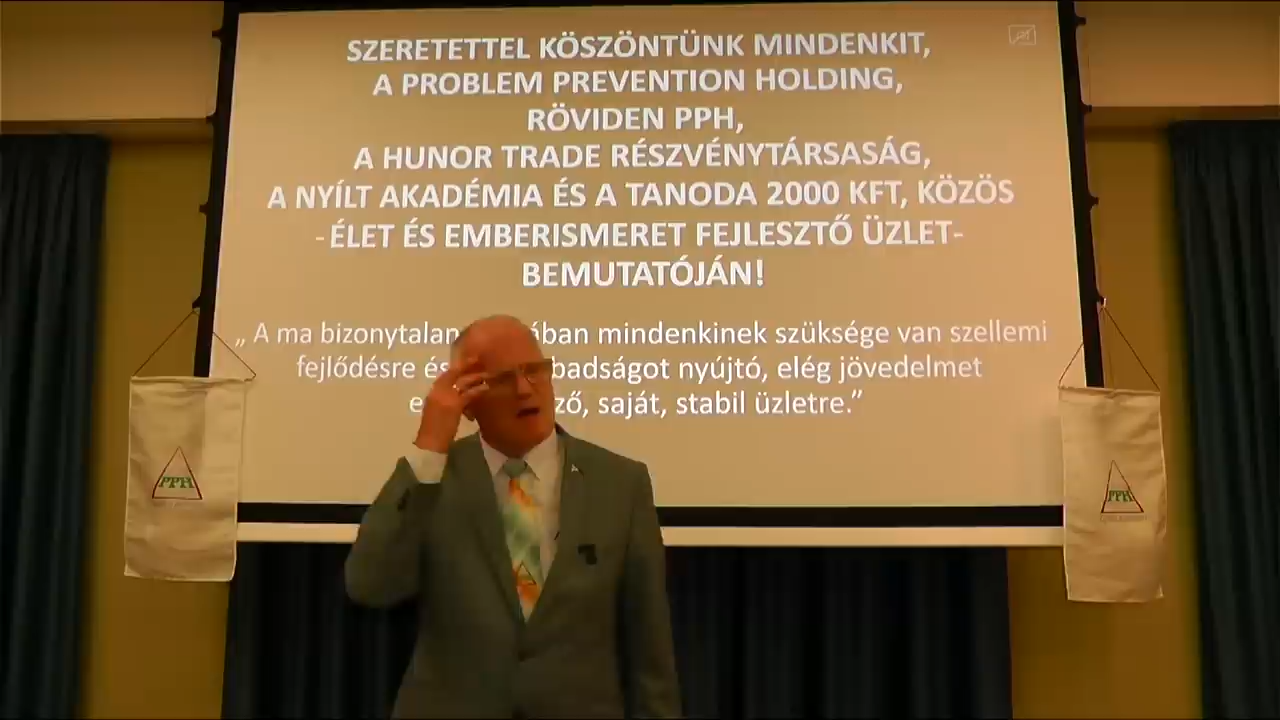 SZERETETTEL KÖSZÖNTÜNK MINDENKIT,
A PROBLEM PREVENTION HOLDING,
RÖVIDEN PPH,
A HUNOR TRADE RÉSZVÉNYTÁRSASÁG,
A NYÍLT AKADÉMIA ÉS A TANODA 2000 KFT, KÖZÖS
-ÉLET ÉS EMBERISMERET FEJLESZTŐ ÜZLET-
BEMUTATÓJÁN!
„ A ma bizonytalan mindenkinek szüksége van szellemi
fejlődésre nyújtó, elég jövedelmet
saját, stabil üzletre.”
PPH
PPH